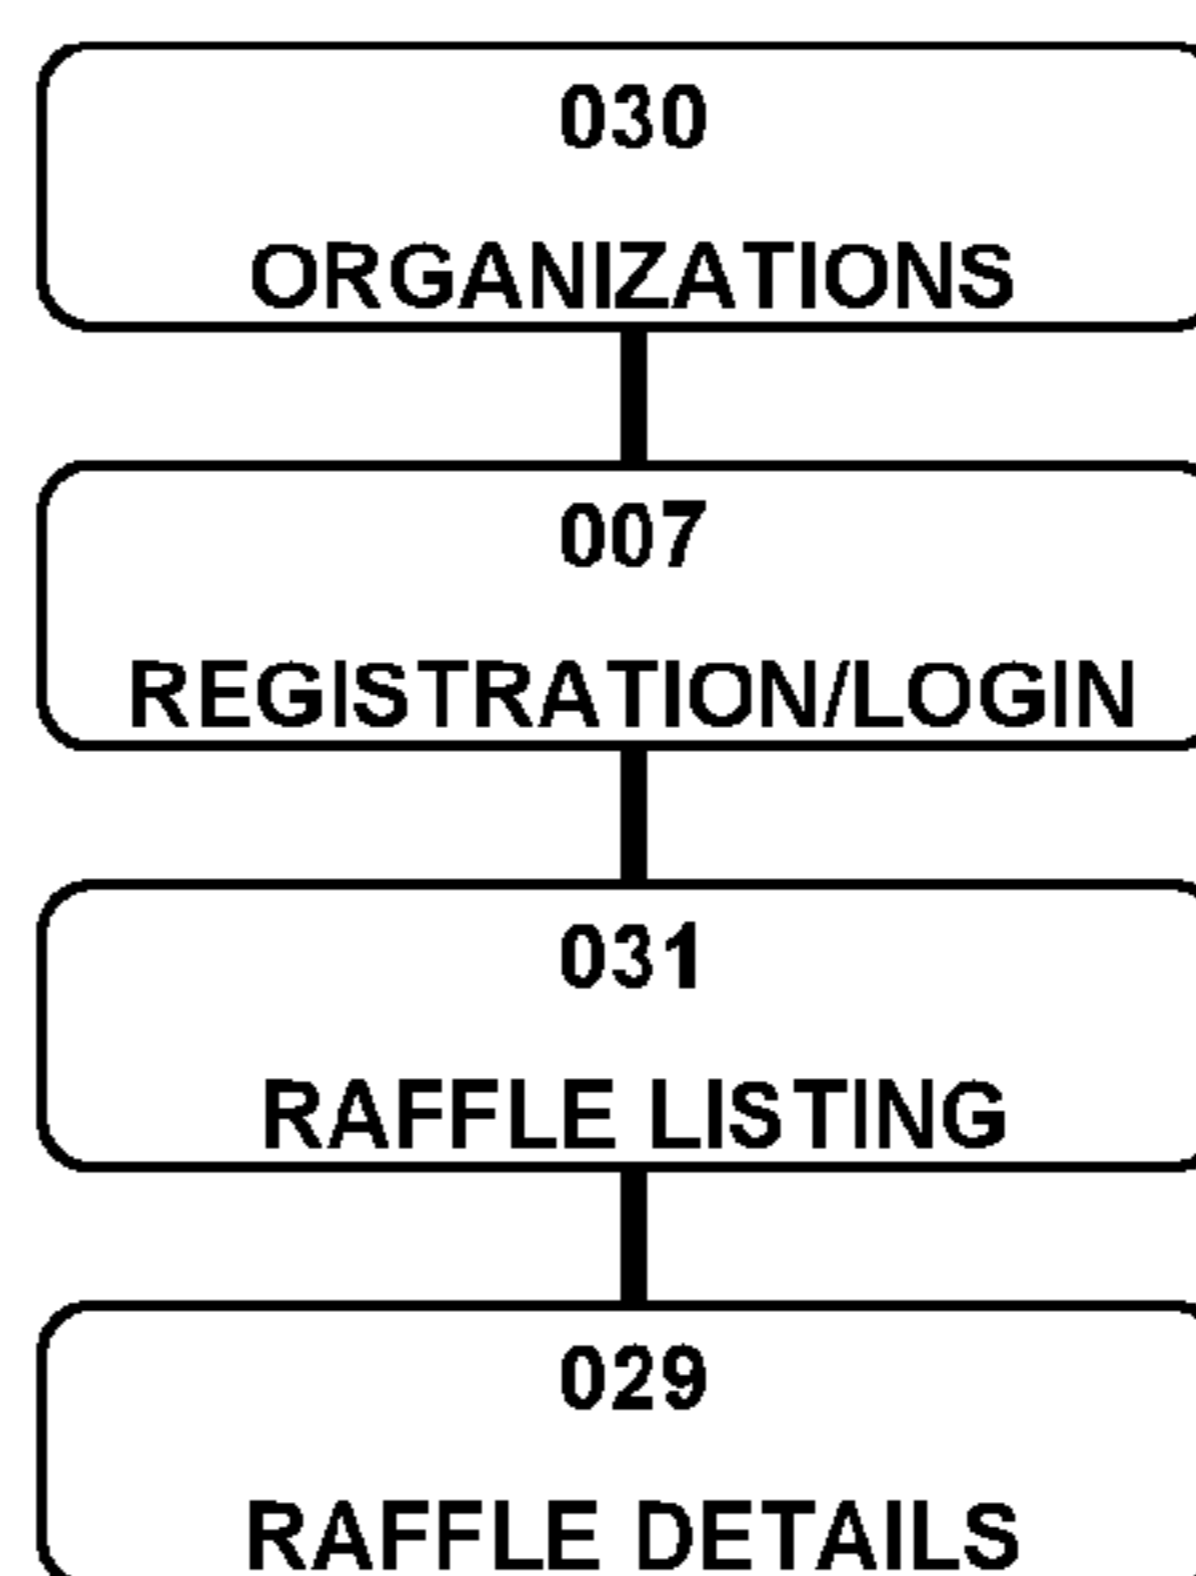 030
ORGANIZATIONS
007
REGISTRATION/LOGIN
031
RAFFLE LISTING
029
RAFFLE DETAILS